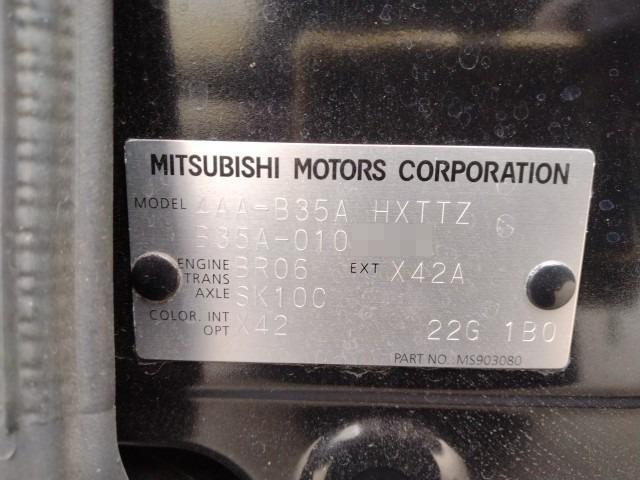 MITSUBISHI MOTORS CORPORATION
MODEL 4AA-B35A HXTTZ 6
B35A-010
ENGINE BR06 EXT X42A
TRANS
AXLE SK10C
COLOR. INT X42
OPT 22G 1B0
PART NO. MS903080